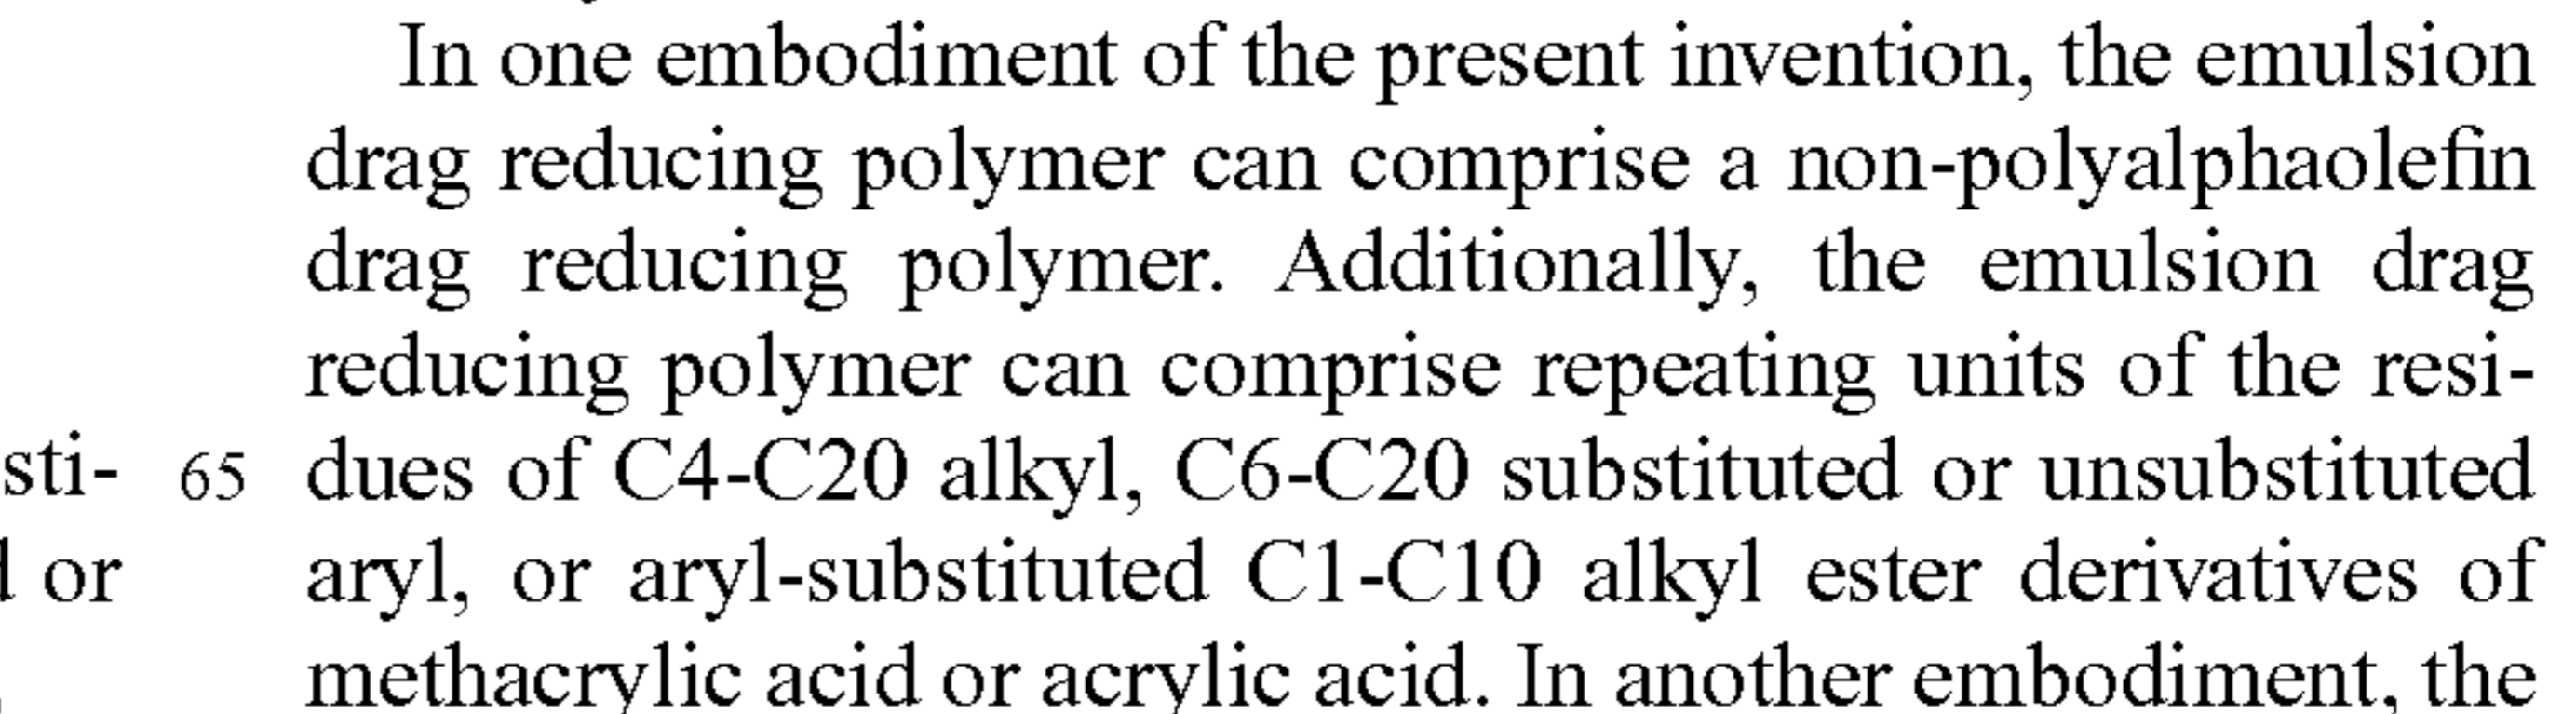 In one embodiment of the present invention, the emulsion
drag reducing polymer can comprise a non-polyalphaolefin
drag reducing polymer. Additionally, the emulsion drag
reducing polymer can comprise repeating units of the resi-
sti- 65 dues of C4-C20 alkyl, C6-C20 substituted or unsubstituted
or aryl, or aryl-substituted C1-C10 alkyl ester derivatives of
methacrylic acid or acrylic acid. In another embodiment, the